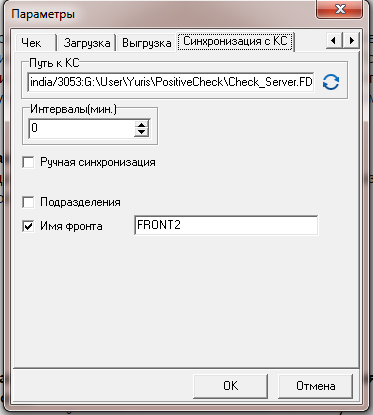 Параметры
Чек Загрузка Выгрузка Синхронизация с КС
Путь к КС
india/3053:G:\User\Yuris\PositiveCheck\Check_Server.FD
Интервалы(мин.)
0
Ручная синхронизация
Подразделения
Имя фронта FRONT2
OK Отмена